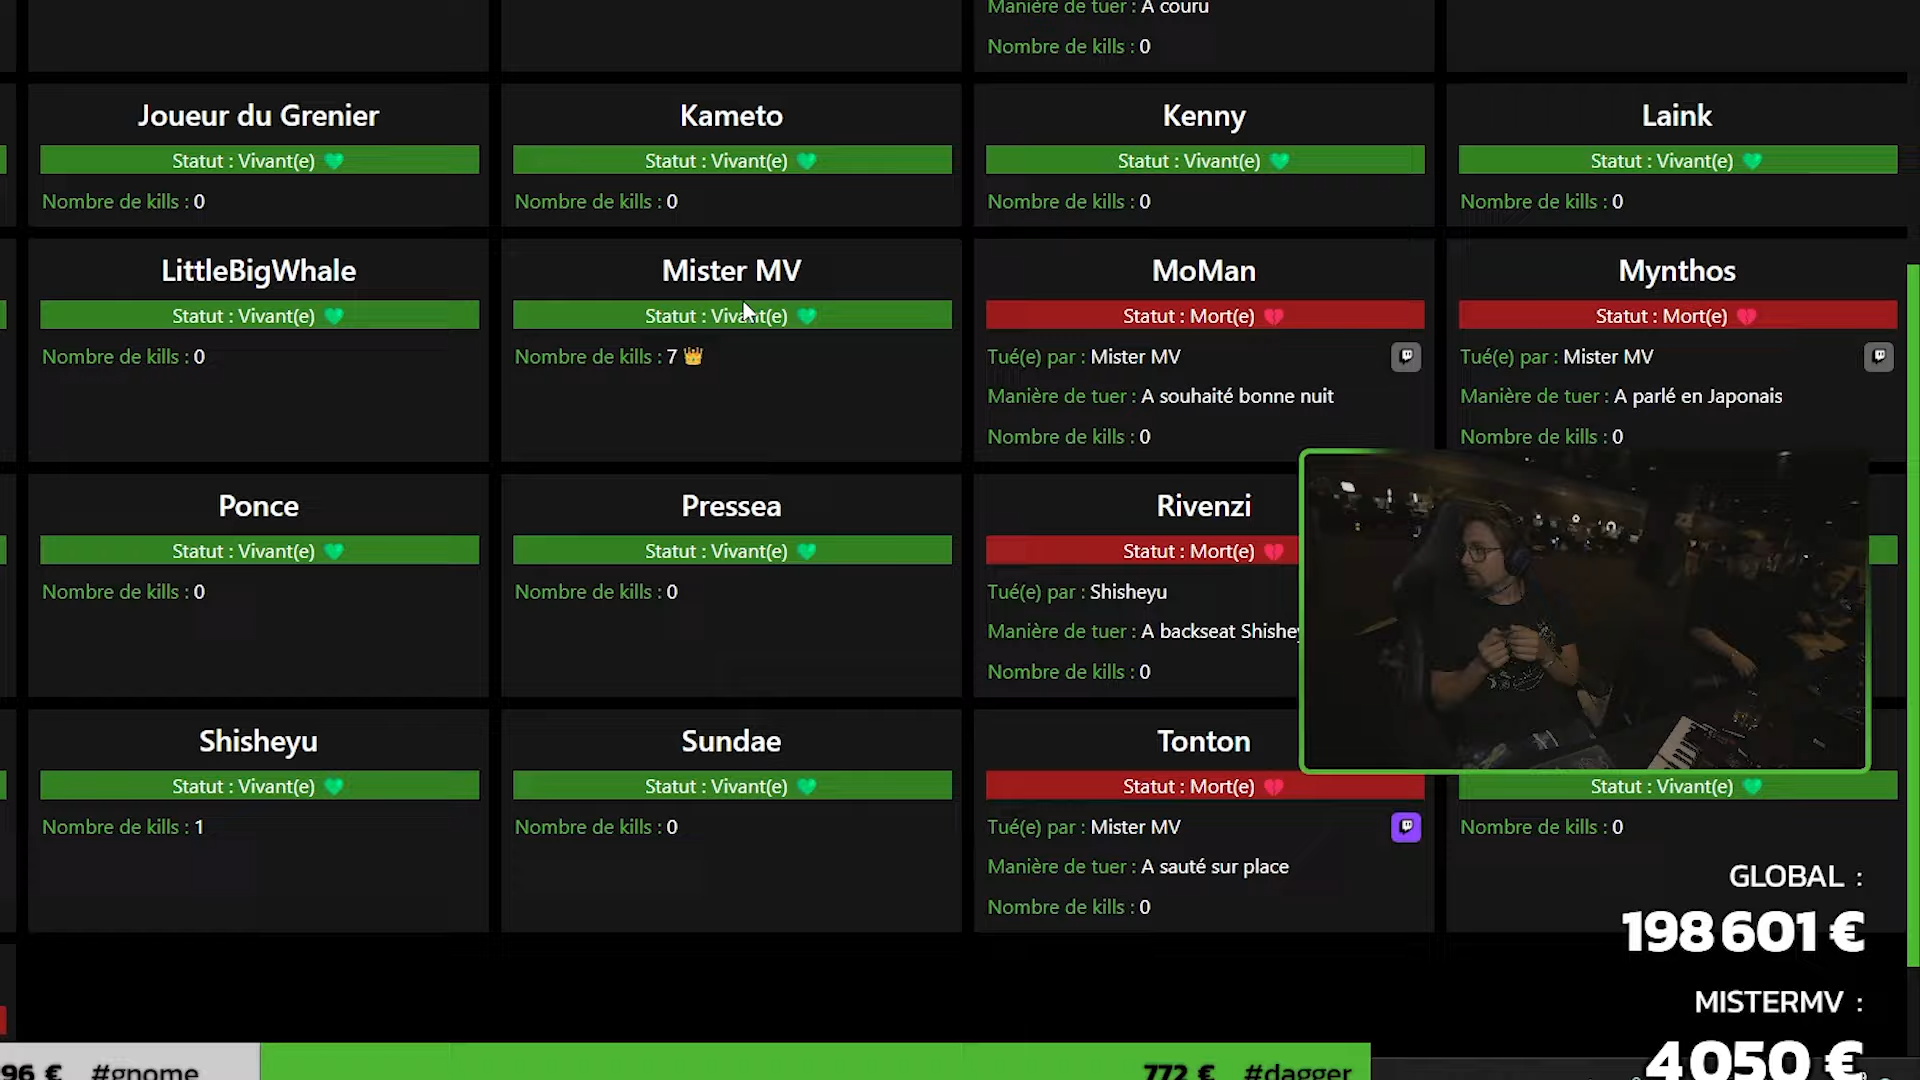 Manière de tuer : A couru
Nombre de kills : 0
Joueur du Grenier
Statut : Vivant(e)
Nombre de kills : 0
Kameto
Statut : Vivant(e)
Nombre de kills : 0
Kenny
Statut : Vivant(e)
Nombre de kills : 0
Laink
Statut : Vivant(e)
Nombre de kills : 0
LittleBigWhale
Statut : Vivant(e)
Nombre de kills : 0
Mister MV
Statut : Vivant(e)
Nombre de kills : 7
MoMan
Statut : Mort(e)
Tué(e) par : Mister MV
Manière de tuer : A souhaité bonne nuit
Nombre de kills : 0
Mynthos
Statut : Mort(e)
Tué(e) par : Mister MV
Manière de tuer : A parlé en Japonais
Nombre de kills : 0
Ponce
Statut : Vivant(e)
Nombre de kills : 0
Pressea
Statut : Vivant(e)
Nombre de kills : 0
Rivenzi
Statut : Mort(e)
Tué(e) par : Shisheyu
Manière de tuer : A backseat Shishey
Nombre de kills : 0
Shisheyu
Statut : Vivant(e)
Nombre de kills : 1
Sundae
Statut : Vivant(e)
Nombre de kills : 0
Tonton
Statut : Mort(e)
Tué(e) par : Mister MV
Manière de tuer : A sauté sur place
Nombre de kills : 0
Statut : Vivant(e)
Nombre de kills : 0
GLOBAL :
198 601 €
MISTERMV :
4 050 €
96 € #gnome
772 € #dagger